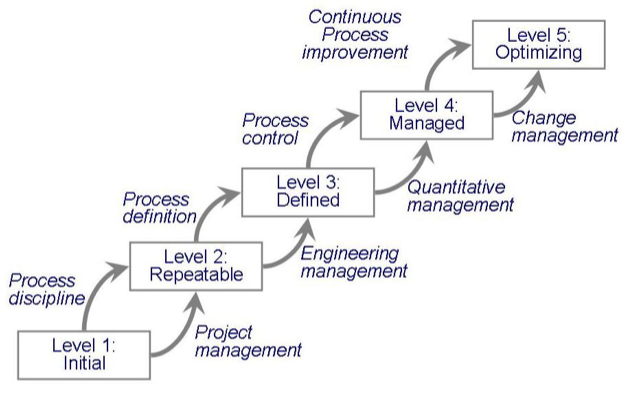 Continuous
Process
improvement
Level 5:
Optimizing
Process
control
Level 4:
Managed
Change
management
Process
definition
Level 3:
Defined
Quantitative
management
Process
discipline
Level 2:
Repeatable
Engineering
management
Level 1:
Initial
Project
management